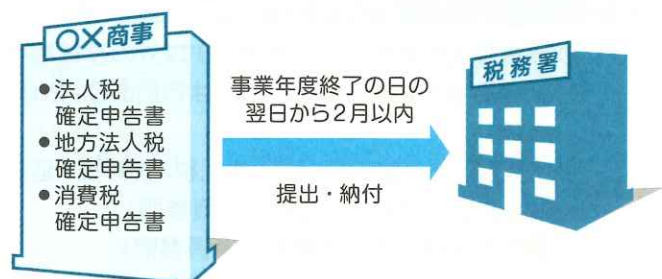 ○×商事
●法人税
確定申告書
●地方法人税
確定申告書
●消費税
確定申告書
事業年度終了の日の
翌日から2月以内
提出・納付
税務署